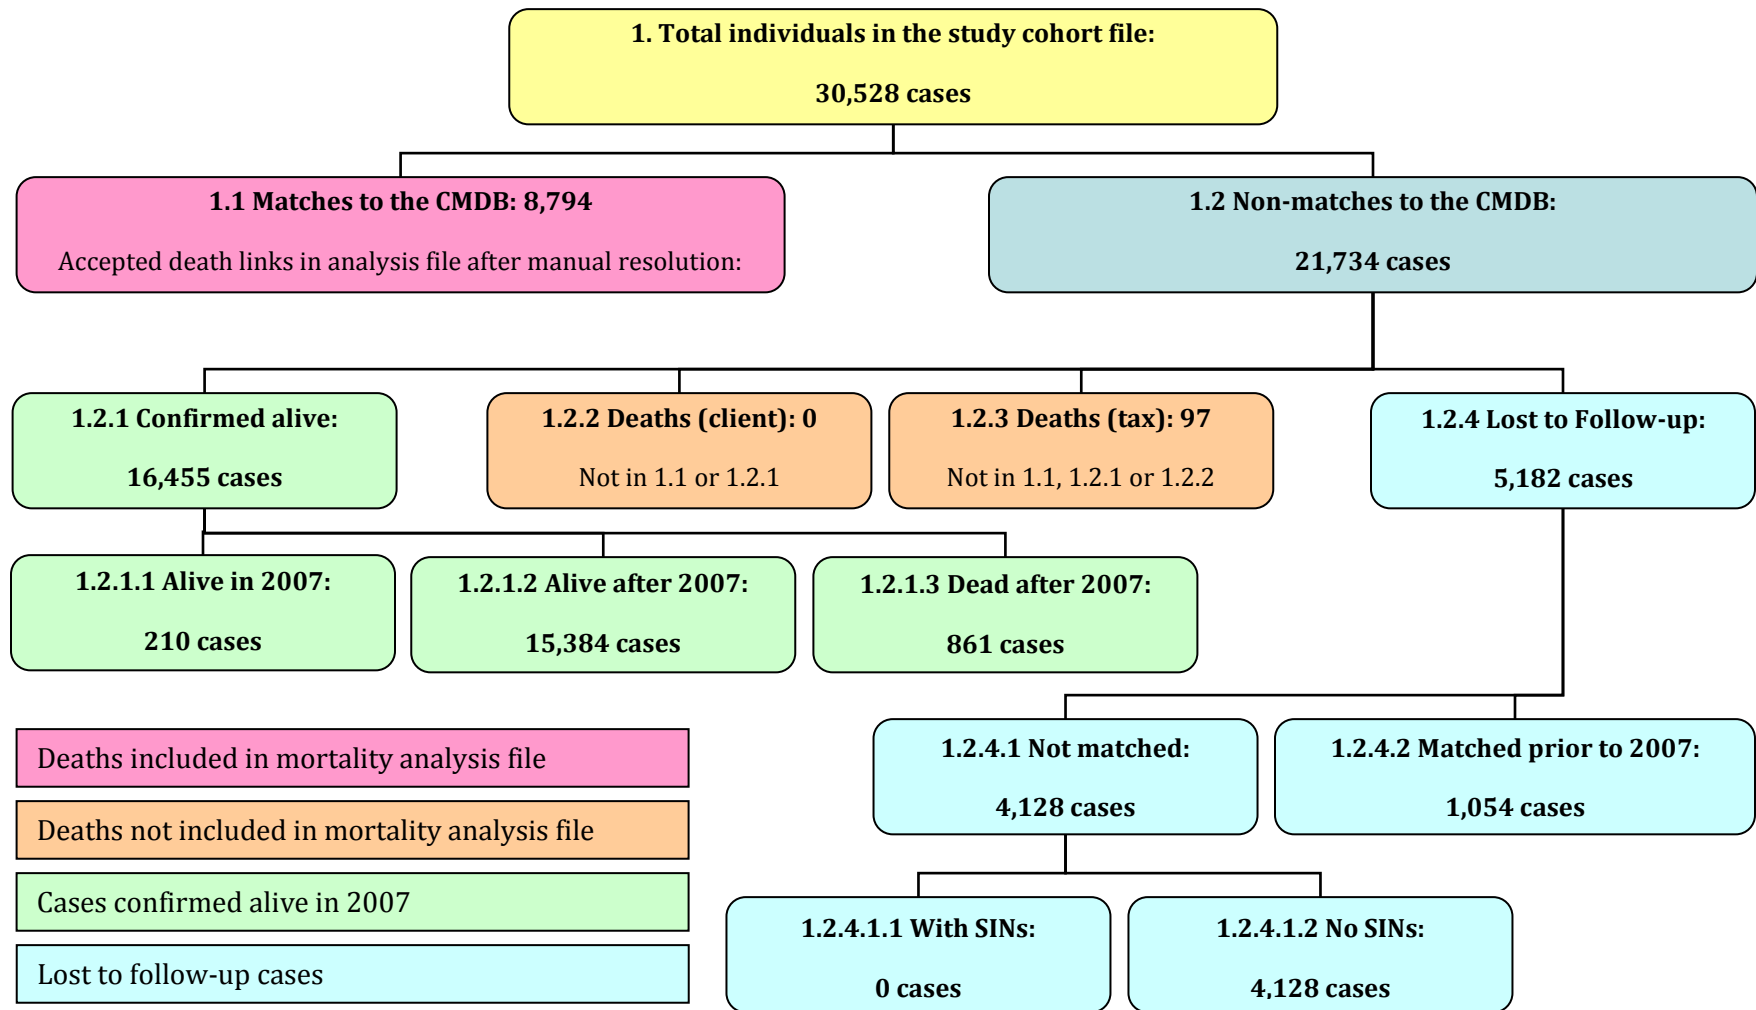 1. Total individuals in the study cohort file:
30,528 cases
1.1 Matches to the CMDB: 8,794
Accepted death links in analysis file after manual resolution:
1.2 Non-matches to the CMDB:
21,734 cases
1.2.1 Confirmed alive:
16,455 cases
1.2.2 Deaths (client): 0
Not in 1.1 or 1.2.1
1.2.3 Deaths (tax): 97
Not in 1.1, 1.2.1 or 1.2.2
1.2.4 Lost to Follow-up:
5,182 cases
1.2.1.1 Alive in 2007:
210 cases
1.2.1.2 Alive after 2007:
15,384 cases
1.2.1.3 Dead after 2007:
861 cases
1.2.4.1 Not matched:
4,128 cases
1.2.4.2 Matched prior to 2007:
1,054 cases
1.2.4.1.1 With SINs:
0 cases
1.2.4.1.2 No SINs:
4,128 cases
Deaths included in mortality analysis file
Deaths not included in mortality analysis file
Cases confirmed alive in 2007
Lost to follow-up cases